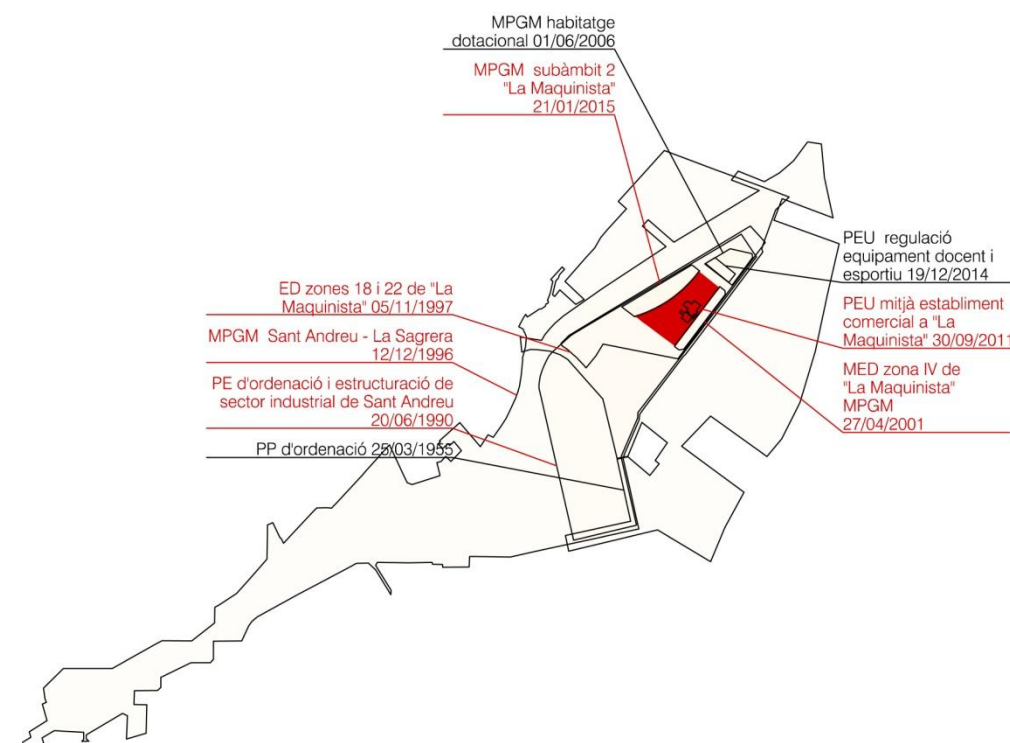 MPGM habitatge
dotacional 01/06/2006
MPGM subàmbit 2
"La Maquinista"
21/01/2015
PEU regulació
equipament docent i
esportiu 19/12/2014
ED zones 18 i 22 de "La
Maquinista" 05/11/1997
PEU mitjà establiment
comercial a "La
Maquinista" 30/09/2011
MPGM Sant Andreu - La Sagrera
12/12/1996
MED zona IV de
"La Maquinista"
MPGM
27/04/2001
PE d'ordenació i estructuració de
sector industrial de Sant Andreu
20/06/1990
PP d'ordenació 25/03/1955